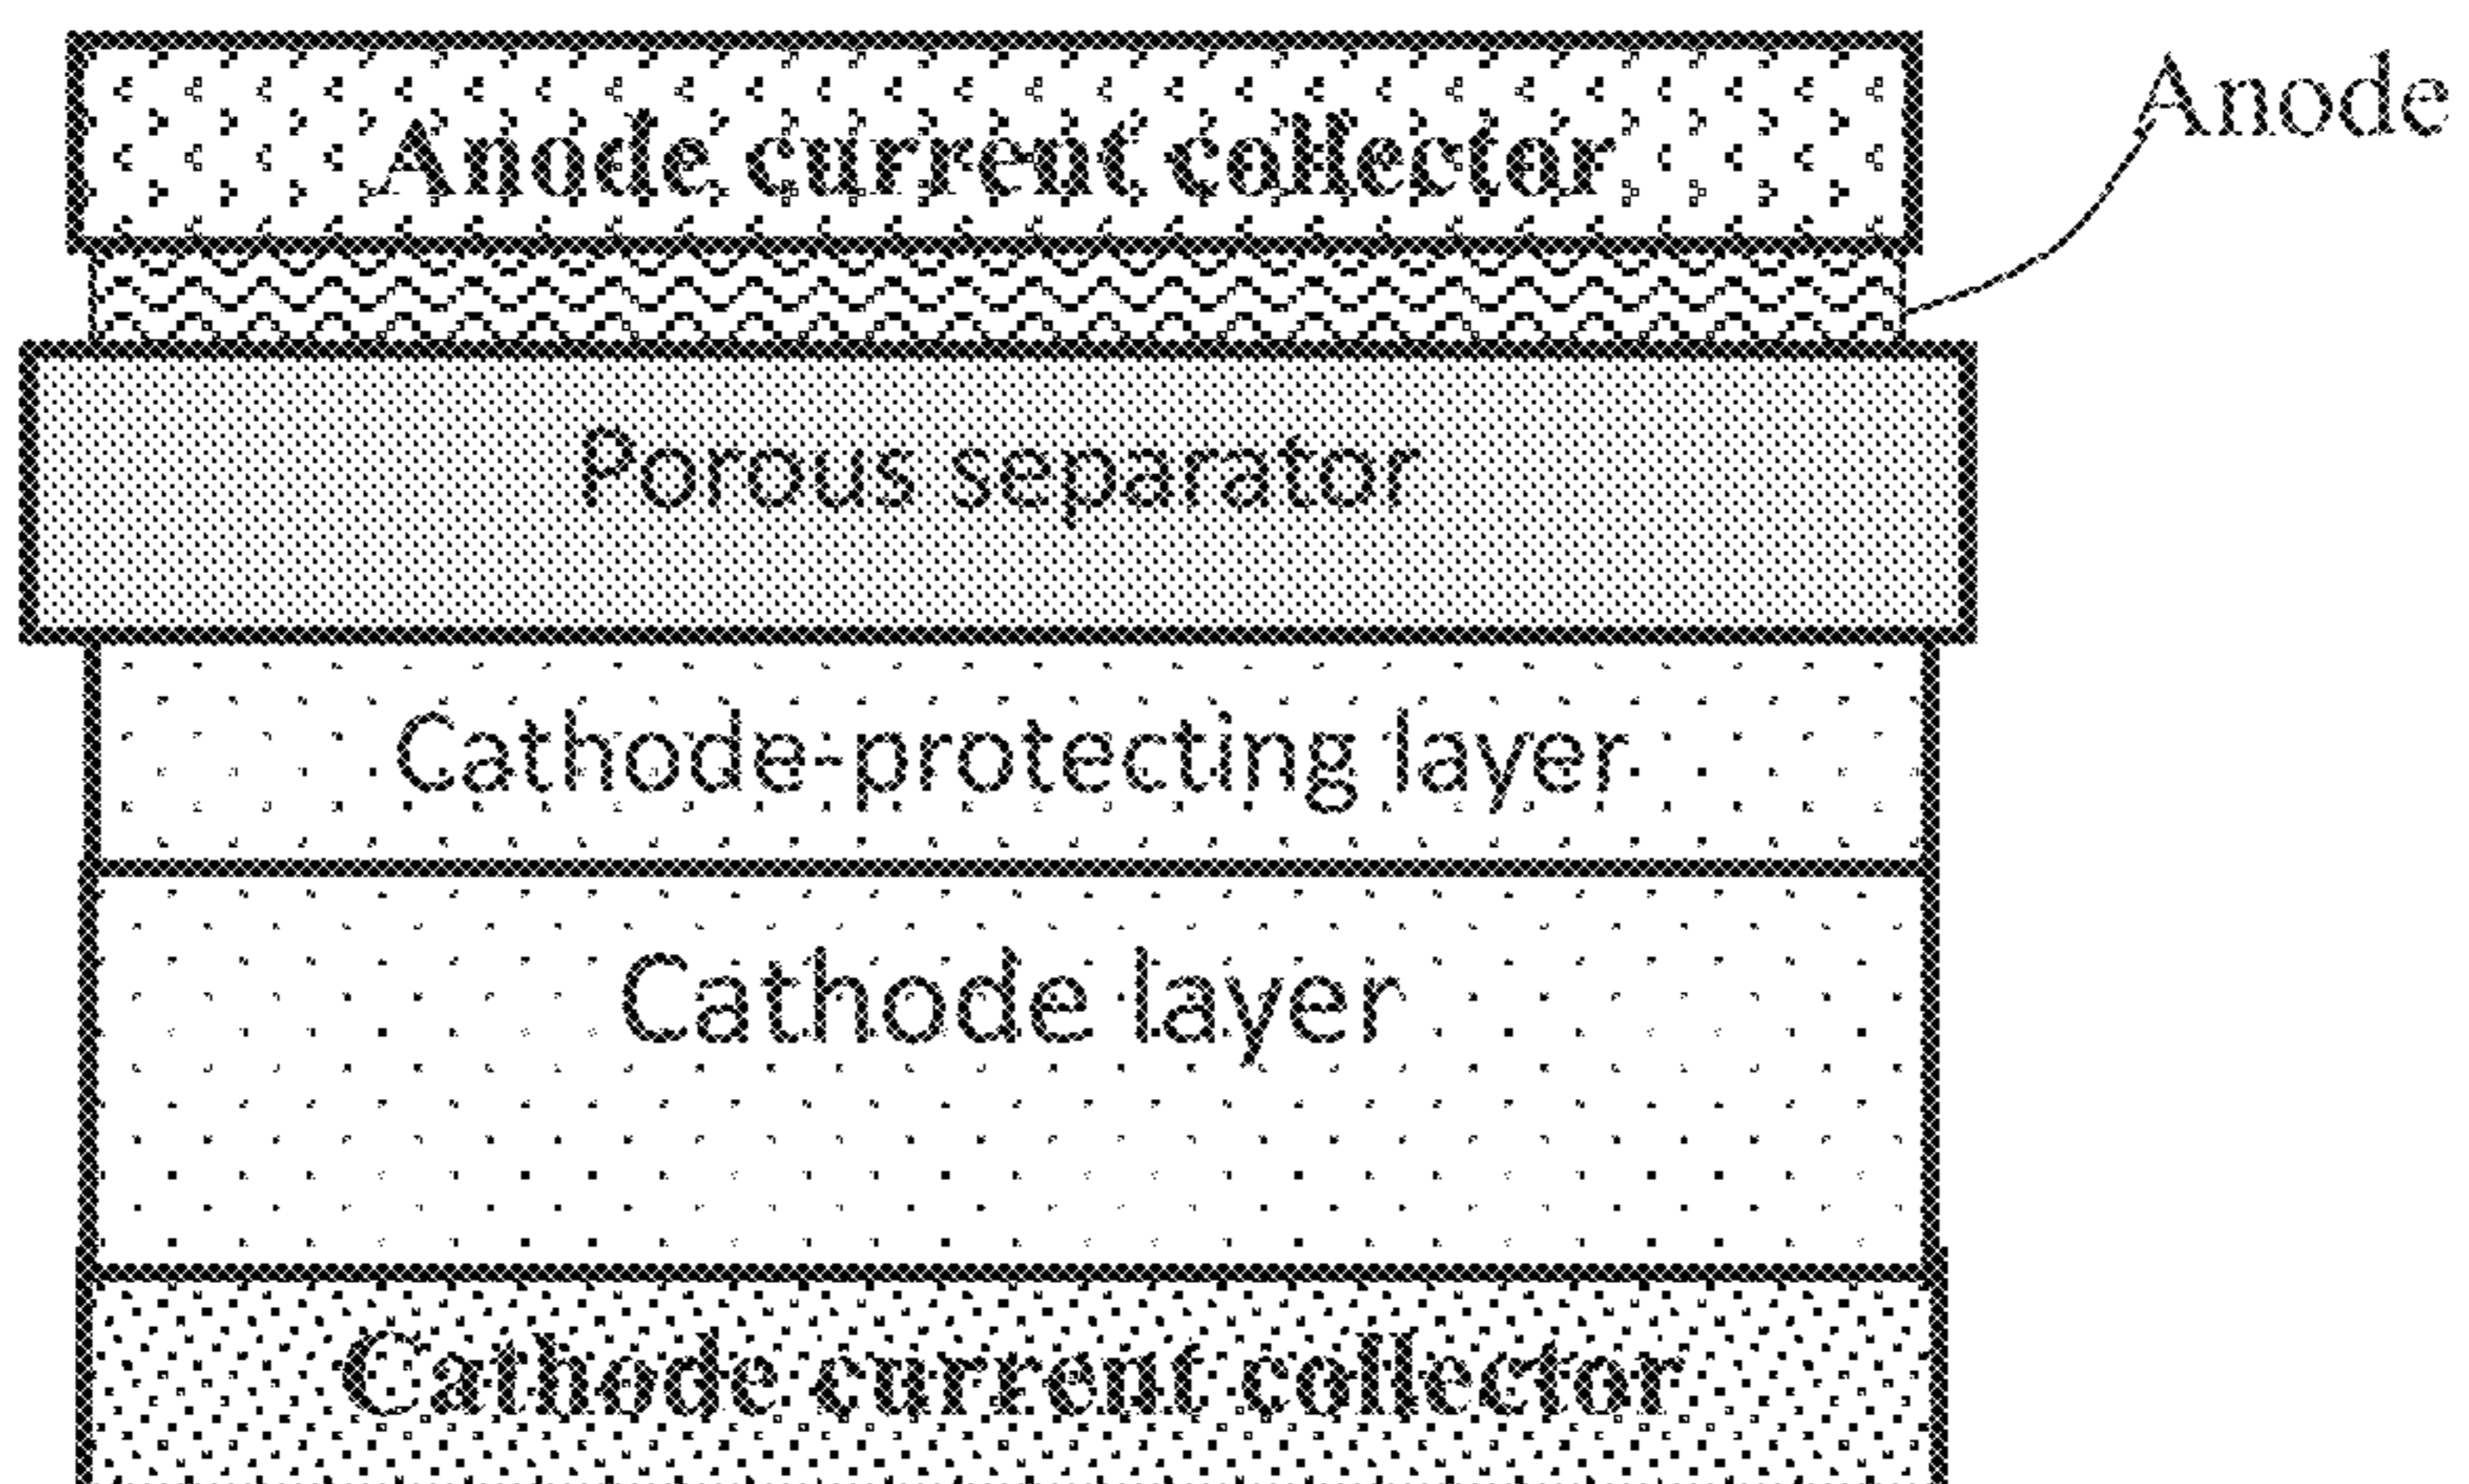 Anode
Anode current collector
Porous separator
Cathode-protecting layer
Cathode layer
Cathode current collector